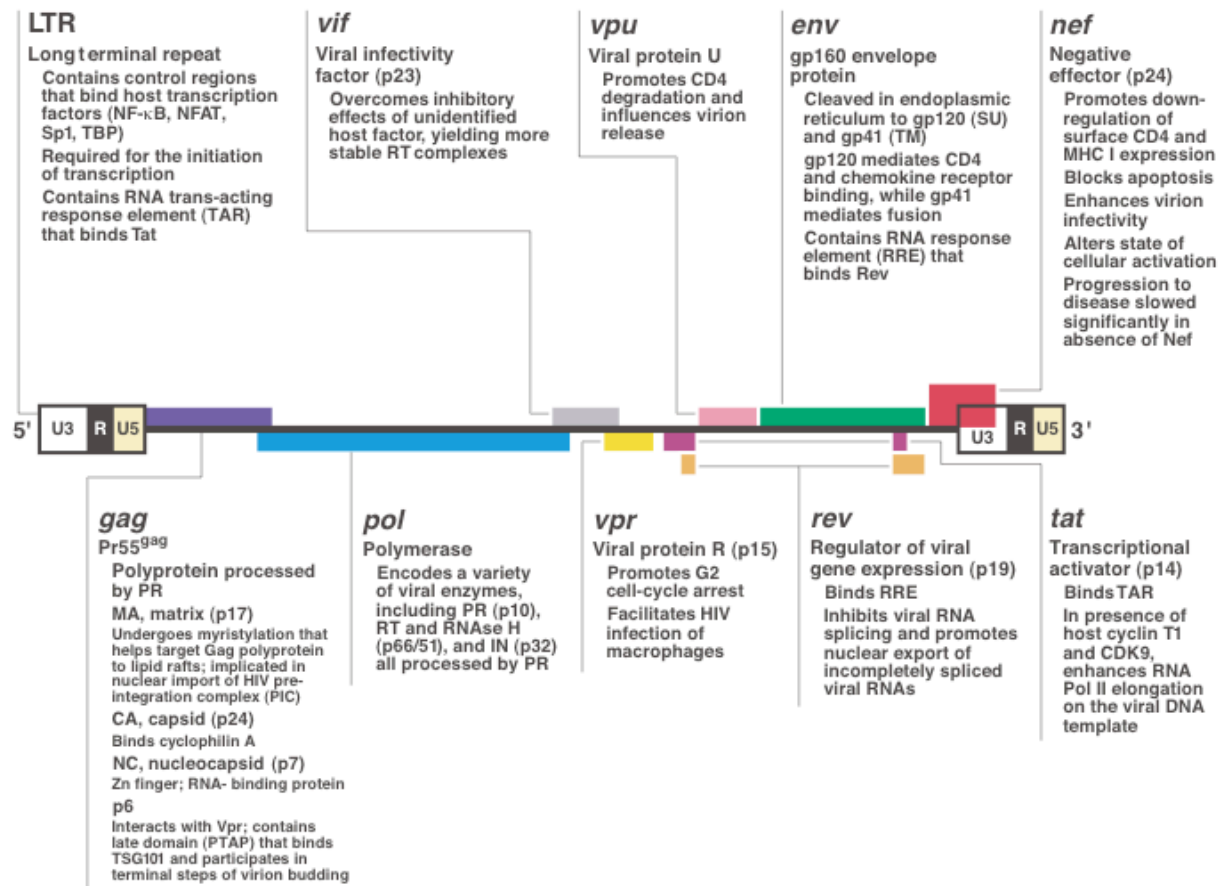 LTR
Long terminal repeat
Contains control regions
that bind host transcription
factors (NF-κB, NFAT,
Sp1, TBP)
Required for the initiation
of transcription
Contains RNA trans-acting
response element (TAR)
that binds Tat
vif
Viral infectivity
factor (p23)
Overcomes inhibitory
effects of unidentified
host factor, yielding more
stable RT complexes
vpu
Viral protein U
Promotes CD4
degradation and
influences virion
release
env
gp160 envelope
protein
Cleaved in endoplasmic
reticulum to gp120 (SU)
and gp41 (TM)
gp120 mediates CD4
and chemokine receptor
binding, while gp41
mediates fusion
Contains RNA response
element (RRE) that
binds Rev
nef
Negative
effector (p24)
Promotes down-
regulation of
surface CD4 and
MHC I expression
Blocks apoptosis
Enhances virion
infectivity
Alters state of
cellular activation
Progression to
disease slowed
significantly in
absence of Nef
5' U3 R U5
U3 R U5 3'
gag
Pr55gag
Polyprotein processed
by PR
MA, matrix (p17)
Undergoes myristylation that
helps target Gag polyprotein
to lipid rafts; implicated in
nuclear import of HIV pre-
integration complex (PIC)
CA, capsid (p24)
Binds cyclophilin A
NC, nucleocapsid (p7)
Zn finger; RNA- binding protein
p6
Interacts with Vpr; contains
late domain (PTAP) that binds
TSG101 and participates in
terminal steps of virion budding
pol
Polymerase
Encodes a variety
of viral enzymes,
including PR (p10),
RT and RNAse H
(p66/51), and IN (p32)
all processed by PR
vpr
Viral protein R (p15)
Promotes G2
cell-cycle arrest
Facilitates HIV
infection of
macrophages
rev
Regulator of viral
gene expression (p19)
Binds RRE
Inhibits viral RNA
splicing and promotes
nuclear export of
incompletely spliced
viral RNAs
tat
Transcriptional
activator (p14)
Binds TAR
In presence of
host cyclin T1
and CDK9,
enhances RNA
Pol II elongation
on the viral DNA
template